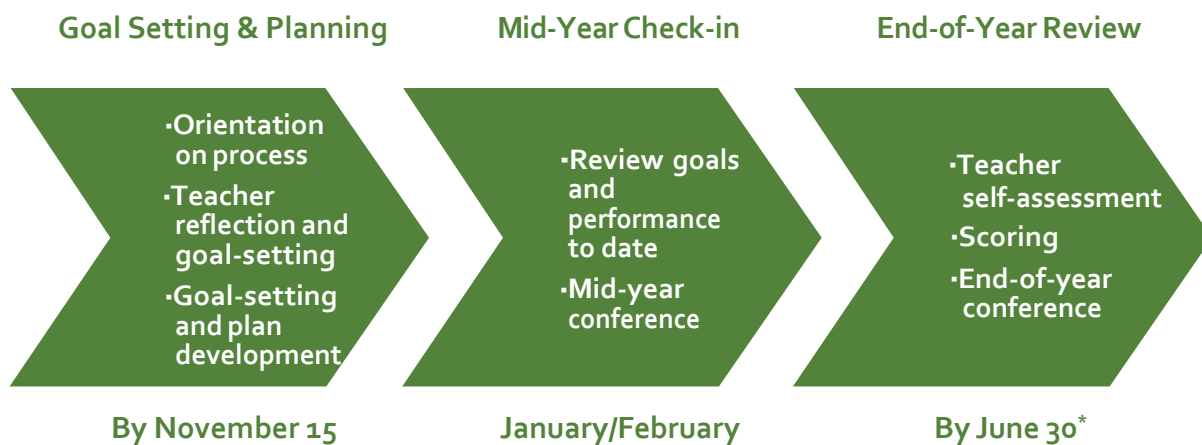 Goal Setting & Planning
Mid-Year Check-in
End-of-Year Review
▪Orientation
on process
▪Teacher
reflection and
goal-setting
▪Goal-setting
and plan
development
▪Review goals
and
performance
to date
▪Mid-year
conference
▪Teacher
self-assessment
▪Scoring
▪End-of-year
conference
By November 15
January/February
By June 30*